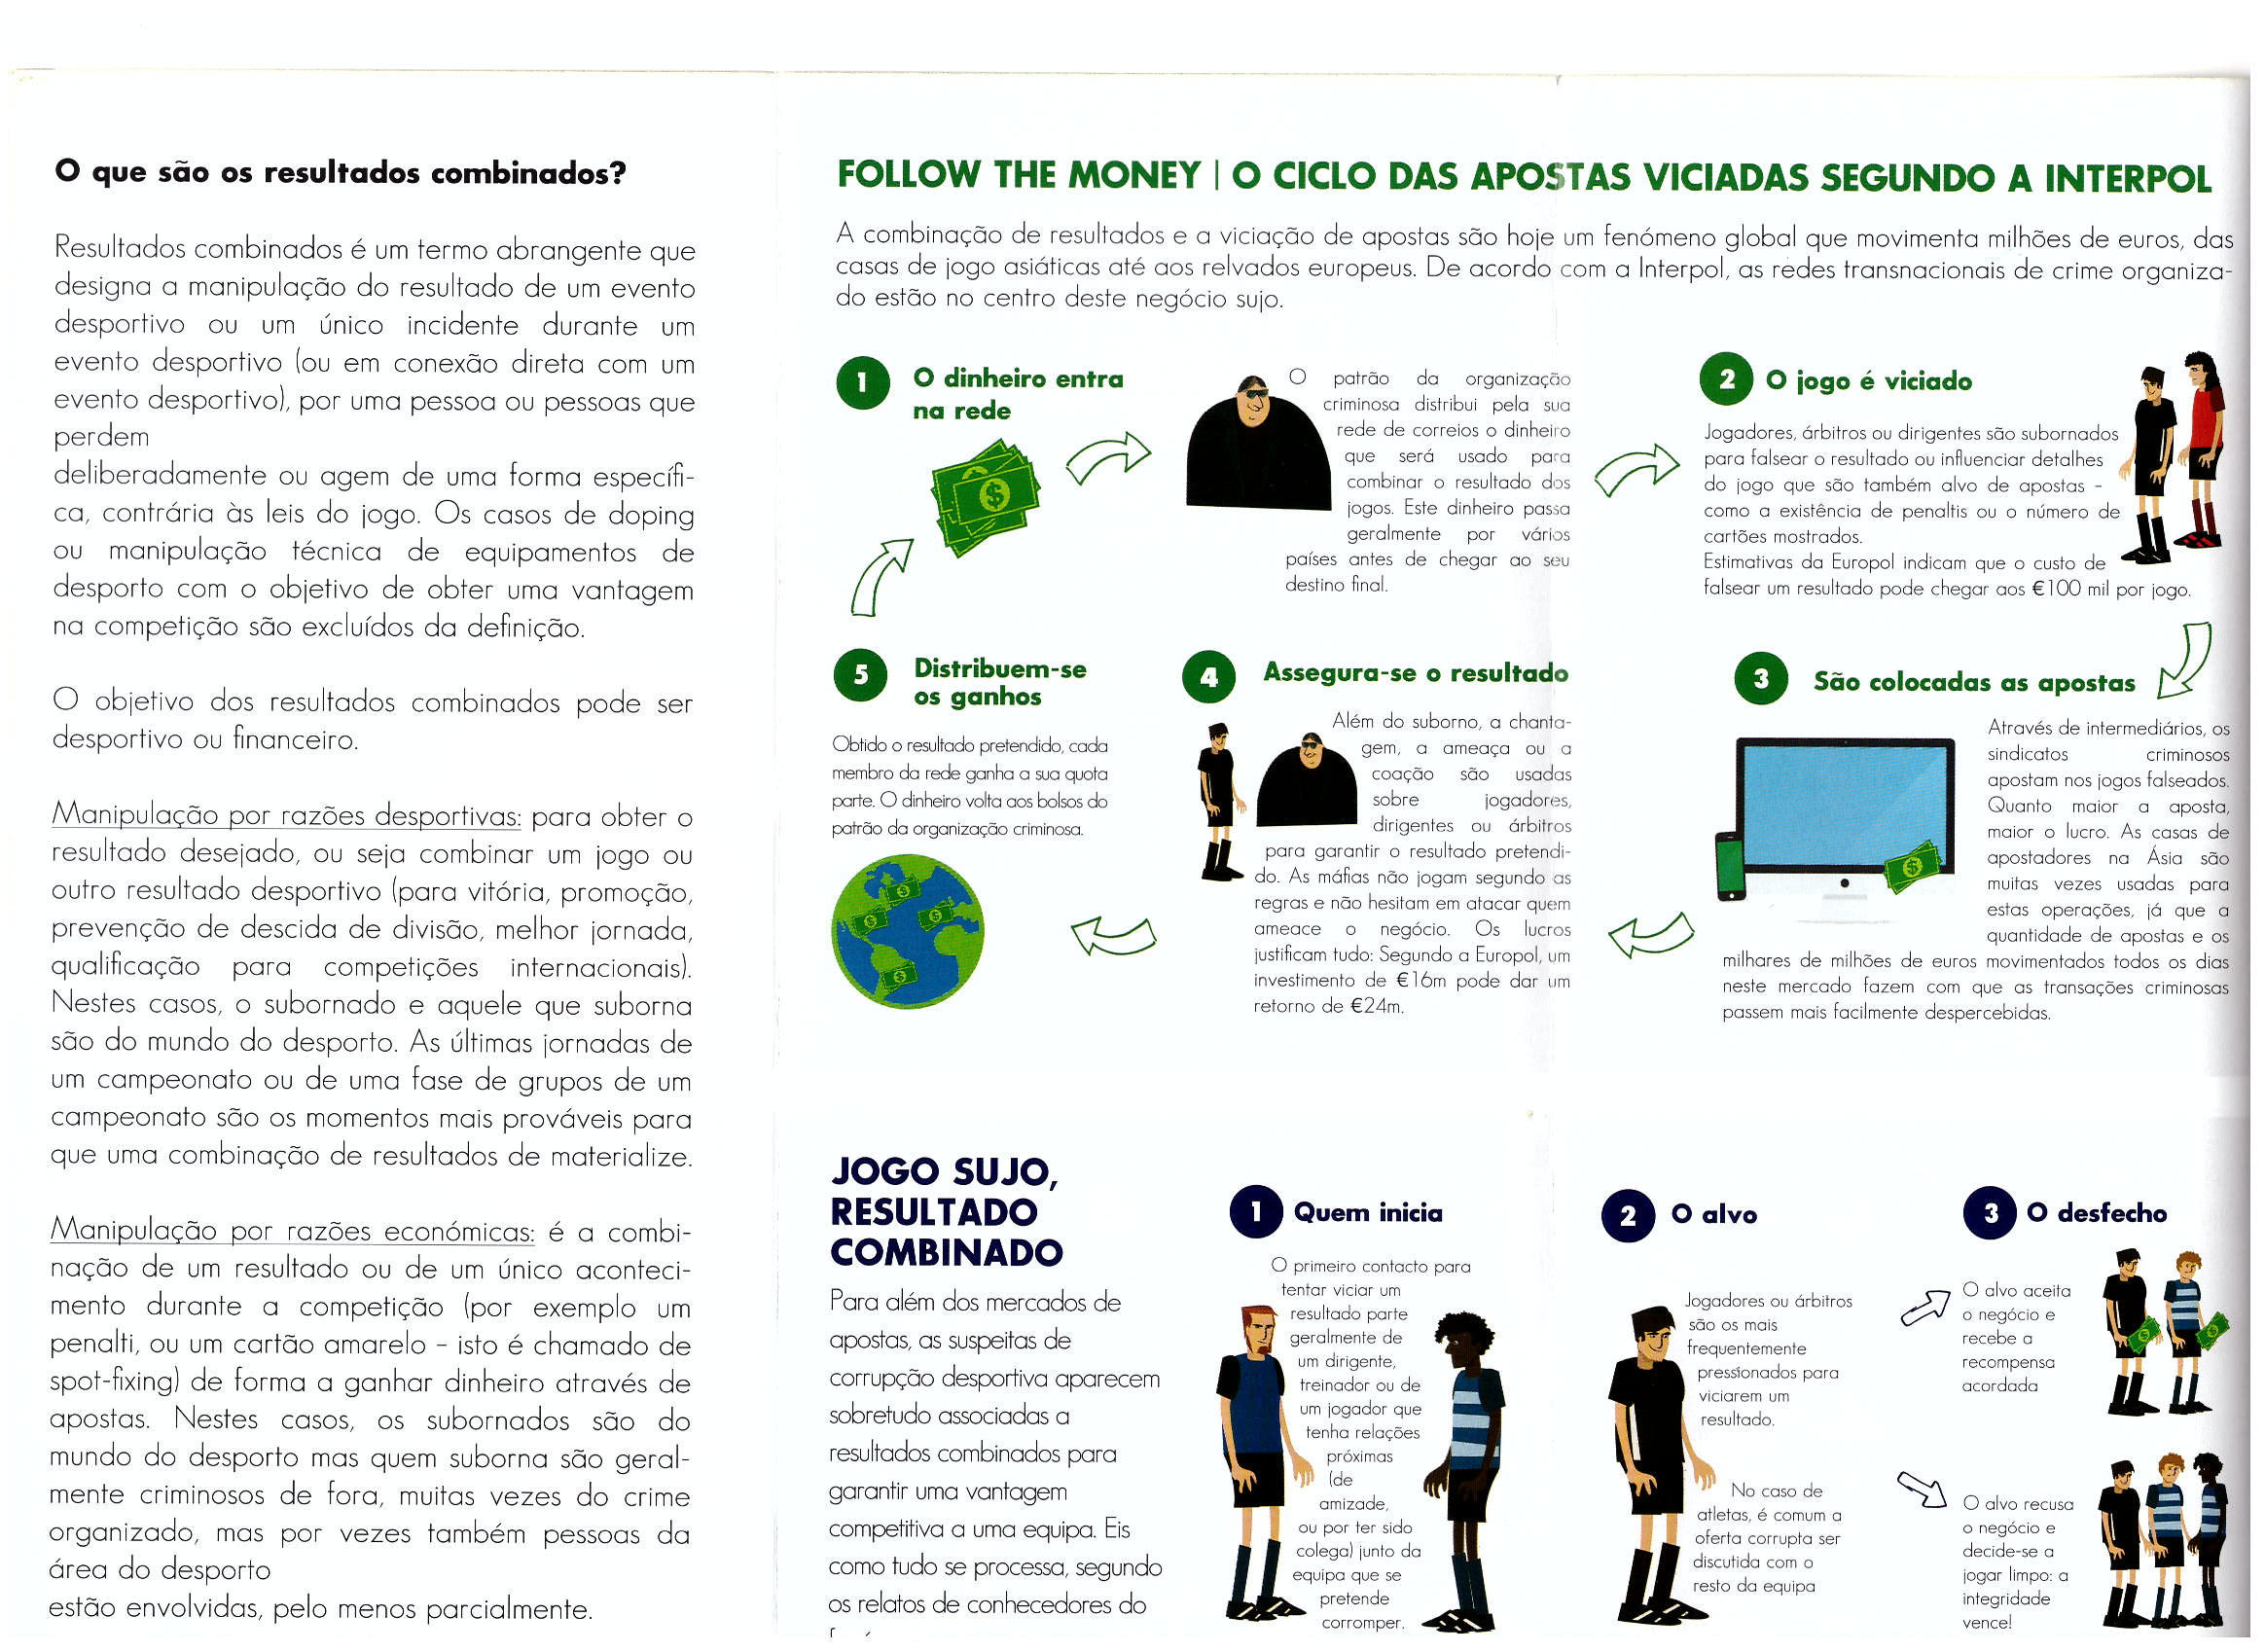 O que são os resultados combinados?
Resultados combinados é um termo abrangente que
designa a manipulação do resultado de um evento
desportivo ou um único incidente durante um
evento desportivo (ou em conexão direta com um
evento desportivo), por uma pessoa ou pessoas que
perdem
deliberadamente ou agem de uma forma específi-
ca, contrária às leis do jogo. Os casos de doping
ou manipulação técnica de equipamentos de
desporto com o objetivo de obter uma vantagem
na competição são excluídos da definição.
O objetivo dos resultados combinados pode ser
desportivo ou financeiro.
Manipulação por razões desportivas: para obter o
resultado desejado, ou seja combinar um jogo ou
outro resultado desportivo (para vitória, promoção,
prevenção de descida de divisão, melhor jornada,
qualificação para competições internacionais).
Nestes casos, o subornado e aquele que suborna
são do mundo do desporto. As últimas jornadas de
um campeonato ou de uma fase de grupos de um
campeonato são os momentos mais prováveis para
que uma combinação de resultados de materialize.
Manipulação por razões económicas: é a combi-
nação de um resultado ou de um único aconteci-
mento durante a competição (por exemplo um
penalti, ou um cartão amarelo – isto é chamado de
spot-fixing) de forma a ganhar dinheiro através de
apostas. Nestes casos, os subornados são do
mundo do desporto mas quem suborna são geral-
mente criminosos de fora, muitas vezes do crime
organizado, mas por vezes também pessoas da
área do desporto
estão envolvidas, pelo menos parcialmente.
FOLLOW THE MONEY | O CICLO DAS APOSTAS VICIADAS SEGUNDO A INTERPOL
A combinação de resultados e a viciação de apostas são hoje um fenómeno global que movimenta milhões de euros, das
casas de jogo asiáticas até aos relvados europeus. De acordo com a Interpol, as redes transnacionais de crime organiza-
do estão no centro deste negócio sujo.
1 O dinheiro entra
na rede
O patrão da organização
criminosa distribui pela sua
rede de correios o dinheiro
que será usado para
combinar o resultado dos
jogos. Este dinheiro passa
geralmente por vários
países antes de chegar ao seu
destino final.
2 O jogo é viciado
Jogadores, árbitros ou dirigentes são subornados
para falsear o resultado ou influenciar detalhes
do jogo que são também alvo de apostas –
como a existência de penaltis ou o número de
cartões mostrados.
Estimativas da Europol indicam que o custo de
falsear um resultado pode chegar aos €100 mil por jogo.
3 São colocadas as apostas
Através de intermediários, os
sindicatos criminosos
apostam nos jogos falseados.
Quanto maior a aposta,
maior o lucro. As casas de
apostadores na Ásia são
muitas vezes usadas para
estas operações, já que a
quantidade de apostas e os
milhares de milhões de euros movimentados todos os dias
neste mercado fazem com que as transações criminosas
passem mais facilmente despercebidas.
4 Assegura-se o resultado
Além do suborno, a chanta-
gem, a ameaça ou a
coação são usadas
sobre jogadores,
dirigentes ou árbitros
para garantir o resultado pretendi-
do. As máfias não jogam segundo as
regras e não hesitam em atacar quem
ameace o negócio. Os lucros
justificam tudo: Segundo a Europol, um
investimento de €16m pode dar um
retorno de €24m.
5 Distribuem-se
os ganhos
Obtido o resultado pretendido, cada
membro da rede ganha a sua quota
parte. O dinheiro volta aos bolsos do
patrão da organização criminosa.
JOGO SUJO,
RESULTADO
COMBINADO
Para além dos mercados de
apostas, as suspeitas de
corrupção desportiva aparecem
sobretudo associadas a
resultados combinados para
garantir uma vantagem
competitiva a uma equipa. Eis
como tudo se processa, segundo
os relatos de conhecedores do
1 Quem inicia
O primeiro contacto para
tentar viciar um
resultado parte
geralmente de
um dirigente,
treinador ou de
um jogador que
tenha relações
próximas
(de
amizade,
ou por ter sido
colega) junto da
equipa que se
pretende
corromper.
2 O alvo
Jogadores ou árbitros
são os mais
frequentemente
pressionados para
viciarem um
resultado.
No caso de
atletas, é comum a
oferta corrupta ser
discutida com o
resto da equipa
3 O desfecho
O alvo aceita
o negócio e
recebe a
recompensa
acordada
O alvo recusa
o negócio e
decide-se a
jogar limpo: a
integridade
vence!